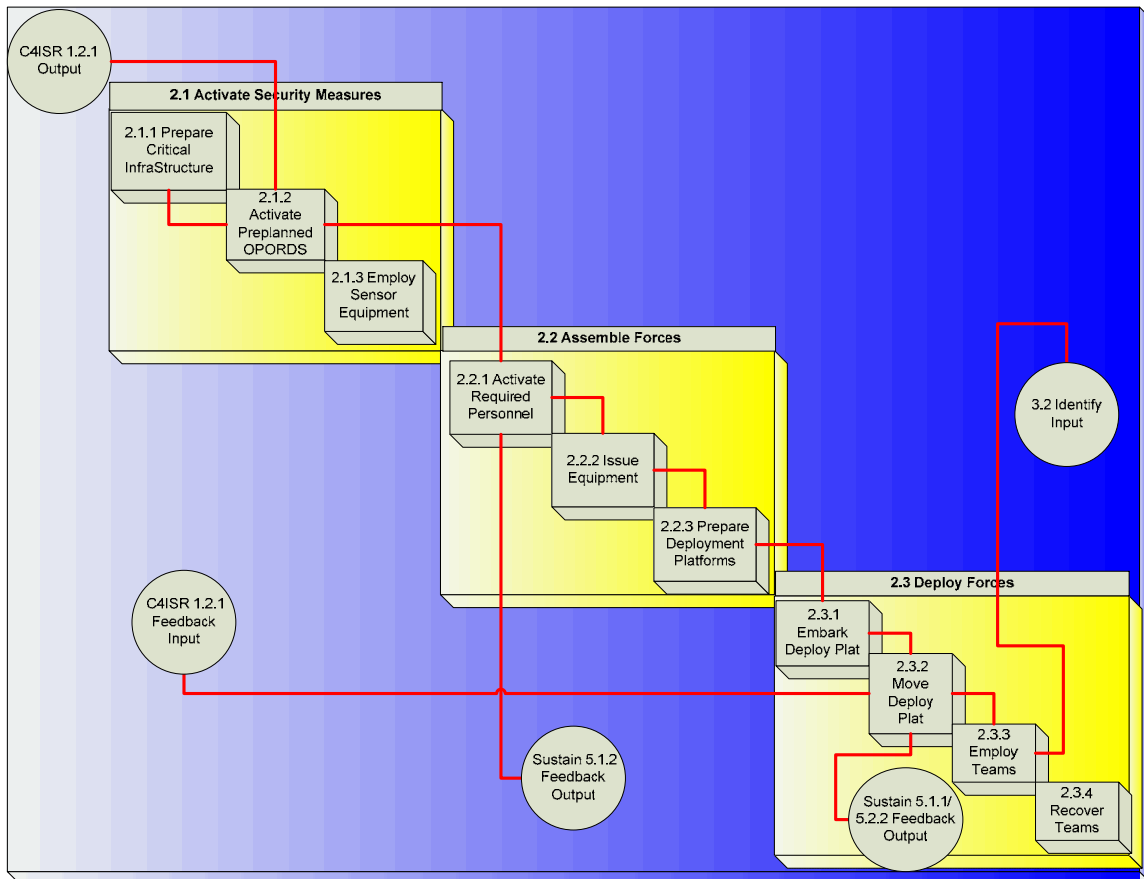 C4ISR 1.2.1
Output
2.1 Activate Security Measures
2.1.1 Prepare
Critical
InfraStructure
2.1.2
Activate
Preplanned
OPORDS
2.1.3 Employ
Sensor
Equipment
2.2 Assemble Forces
2.2.1 Activate
Required
Personnel
3.2 Identify
Input
2.2.2 Issue
Equipment
2.2.3 Prepare
Deployment
Platforms
2.3 Deploy Forces
C4ISR 1.2.1
Feedback
Input
2.3.1
Embark
Deploy Plat
2.3.2
Move
Deploy
Plat
2.3.3
Employ
Teams
Sustain 5.1.2
Feedback
Output
Sustain 5.1.1/
5.2.2 Feedback
Output
2.3.4
Recover
Teams